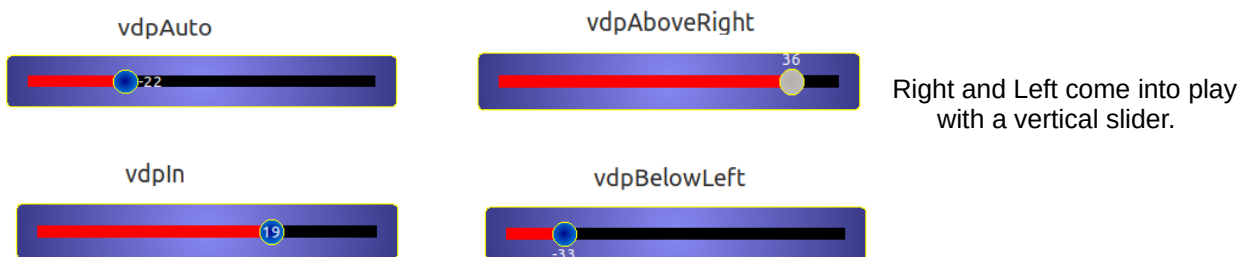 vdpAuto
-22
vdpAboveRight
36
Right and Left come into play
with a vertical slider.
vdpIn
19
vdpBelowLeft
-33